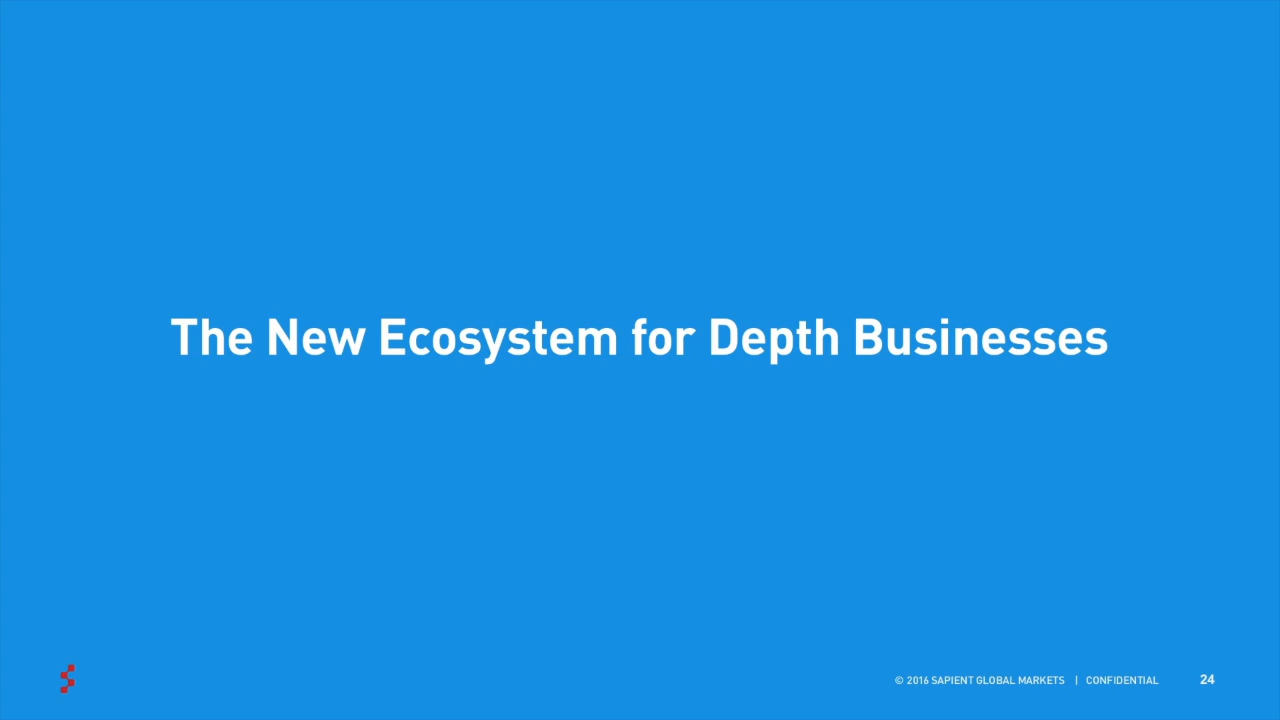 The New Ecosystem for Depth Businesses
© 2016 SAPIENT GLOBAL MARKETS | CONFIDENTIAL 24